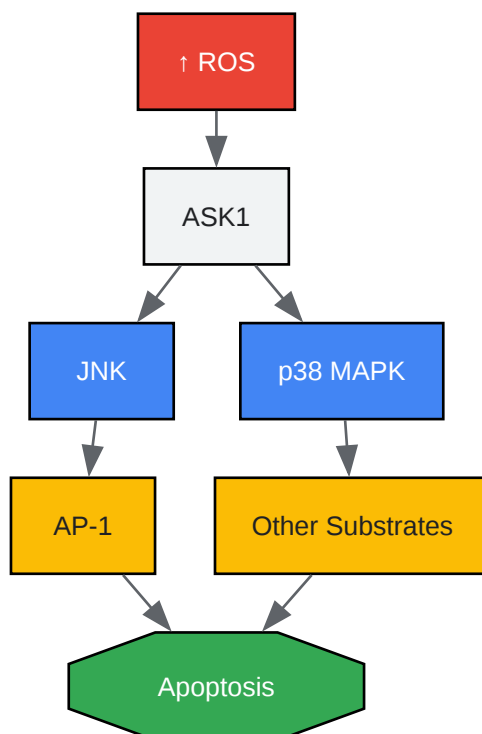 ↑ ROS
ASK1
JNK
p38 MAPK
AP-1
Other Substrates
Apoptosis